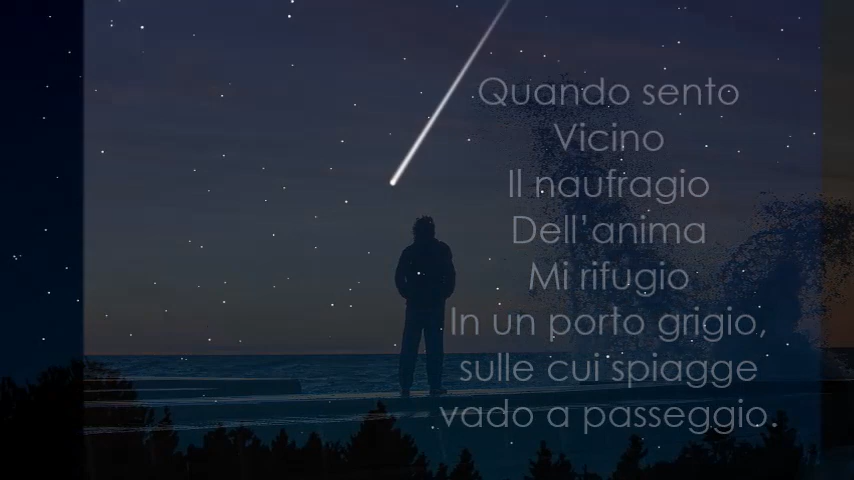 Quando sento
Vicino
Il naufragio
Dell'anima
Mi rifugio
In un porto grigio,
sulle cui spiagge
vado a passeggio.